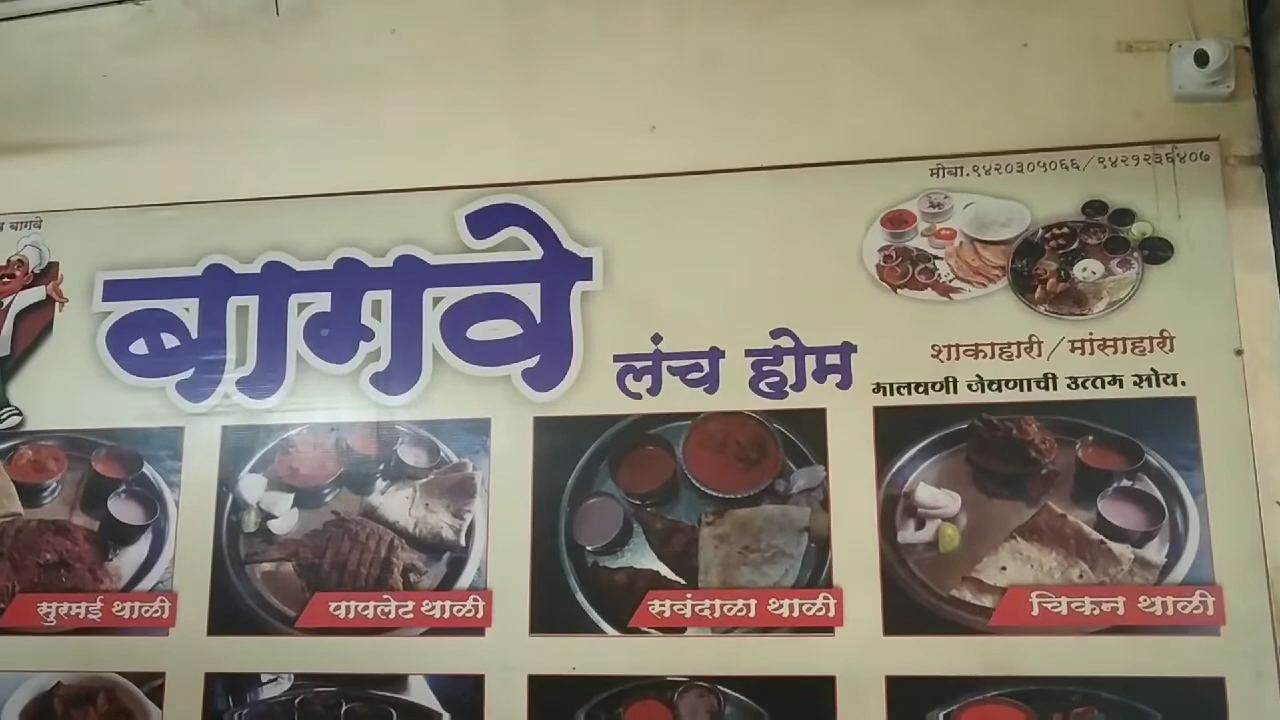 मोबा.९४२०३०५०६६/९४२१२३६४०७
बागवे
बागवे
लंच होम
शाकाहारी/मांसाहारी
मालवणी जेवणाची उत्तम सोय.
सुरमई थाळी
पापलेट थाळी
सवंदाळा थाळी
चिकन थाळी